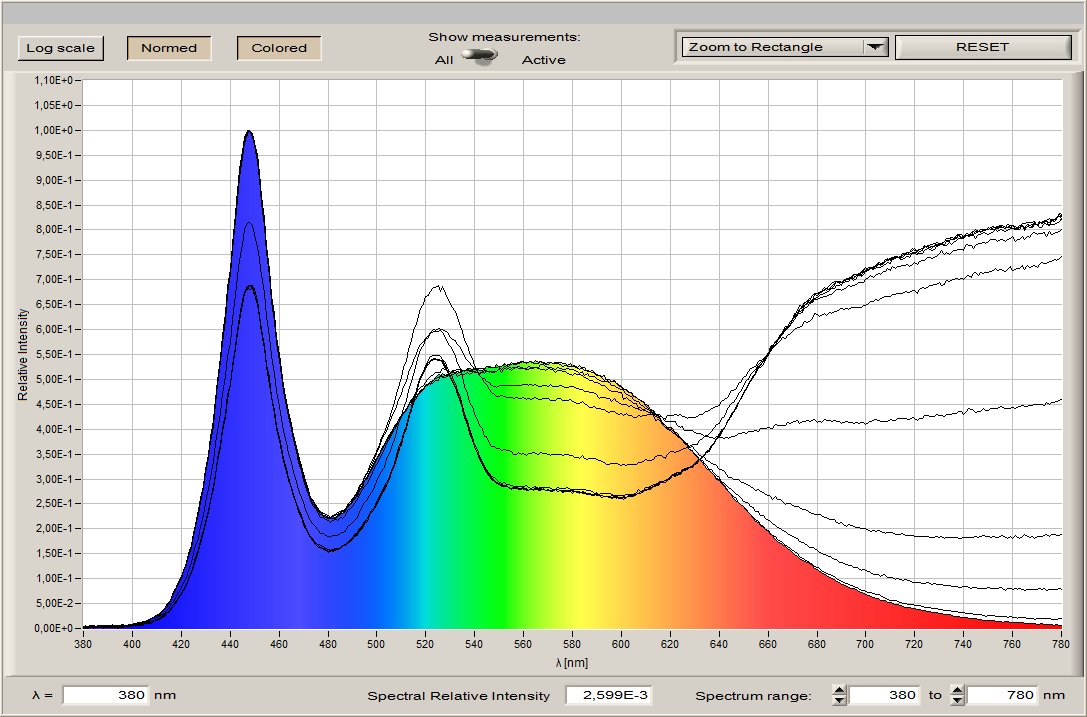 Show measurements:
Log scale Normed Colored All Active Zoom to Rectangle RESET
1,10E+0
1,05E+0
1,00E+0
9,50E-1
9,00E-1
8,50E-1
8,00E-1
7,50E-1
7,00E-1
6,50E-1
6,00E-1
5,50E-1
5,00E-1
4,50E-1
4,00E-1
3,50E-1
3,00E-1
2,50E-1
2,00E-1
1,50E-1
1,00E-1
5,00E-2
0,00E+0
Relative Intensity
380 400 420 440 460 480 500 520 540 560 580 600 620 640 660 680 700 720 740 760 780
λ [nm]
λ = 380 nm Spectral Relative Intensity 2,599E-3 Spectrum range: 380 to 780 nm